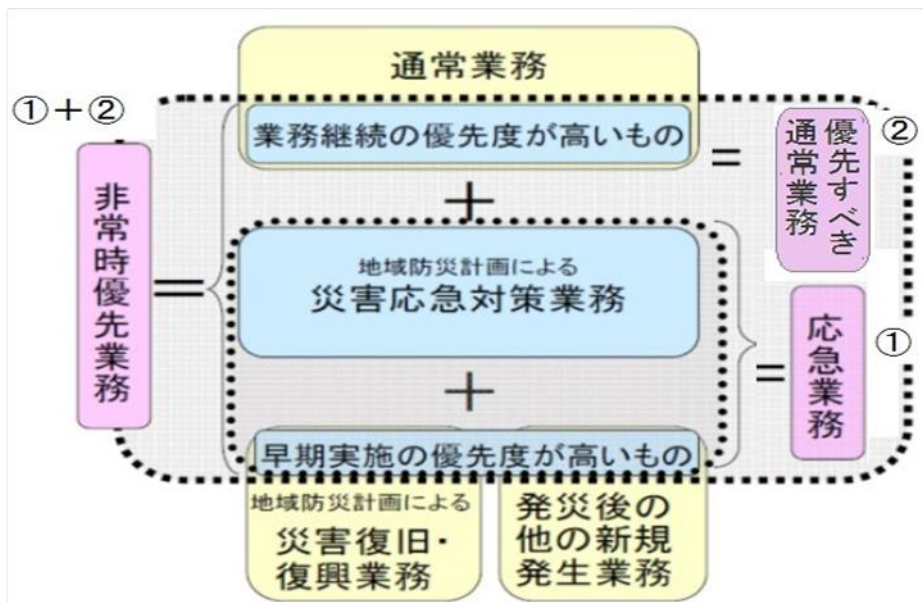 通常業務
①+②
業務継続の優先度が高いもの
=
優先すべき
通常業務
②
+
非常時優先業務
=
地域防災計画による
災害応急対策業務
=
応急業務
①
+
早期実施の優先度が高いもの
地域防災計画による
災害復旧・
復興業務
発災後の
他の新規
発生業務